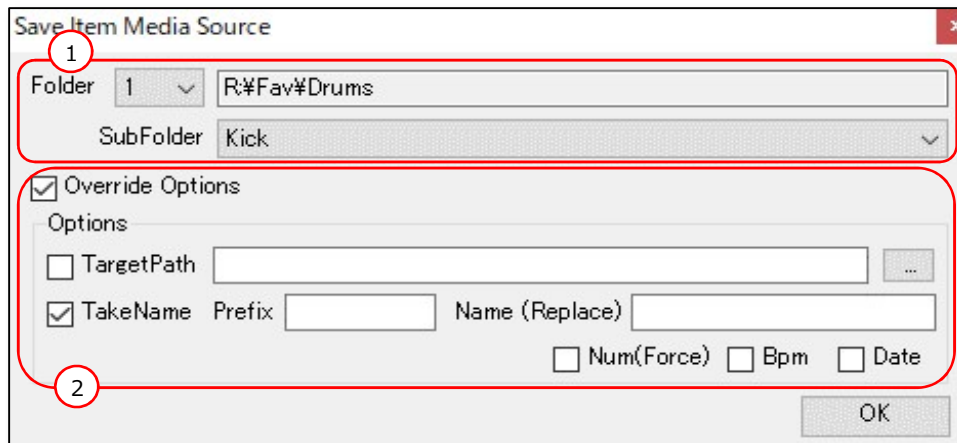 Save Item Media Source
1
Folder 1 R:¥Fav¥Drums
SubFolder Kick
Override Options
Options
TargetPath ...
TakeName Prefix Name (Replace)
Num(Force) Bpm Date
2
OK